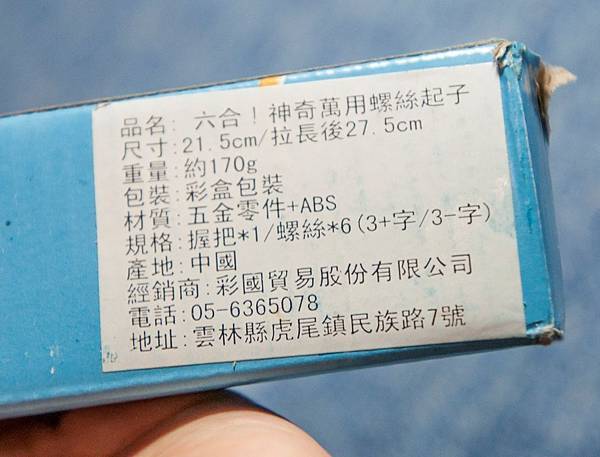 品名: 六合!神奇萬用螺絲起子
尺寸:21.5cm/拉長後27.5cm
重量:約170g
包裝:彩盒包裝
材質:五金零件+ABS
規格:握把*1/螺絲*6(3+字/3-字)
產地:中國
經銷商:彩國貿易股份有限公司
電話:05-6365078
地址:雲林縣虎尾鎮民族路7號